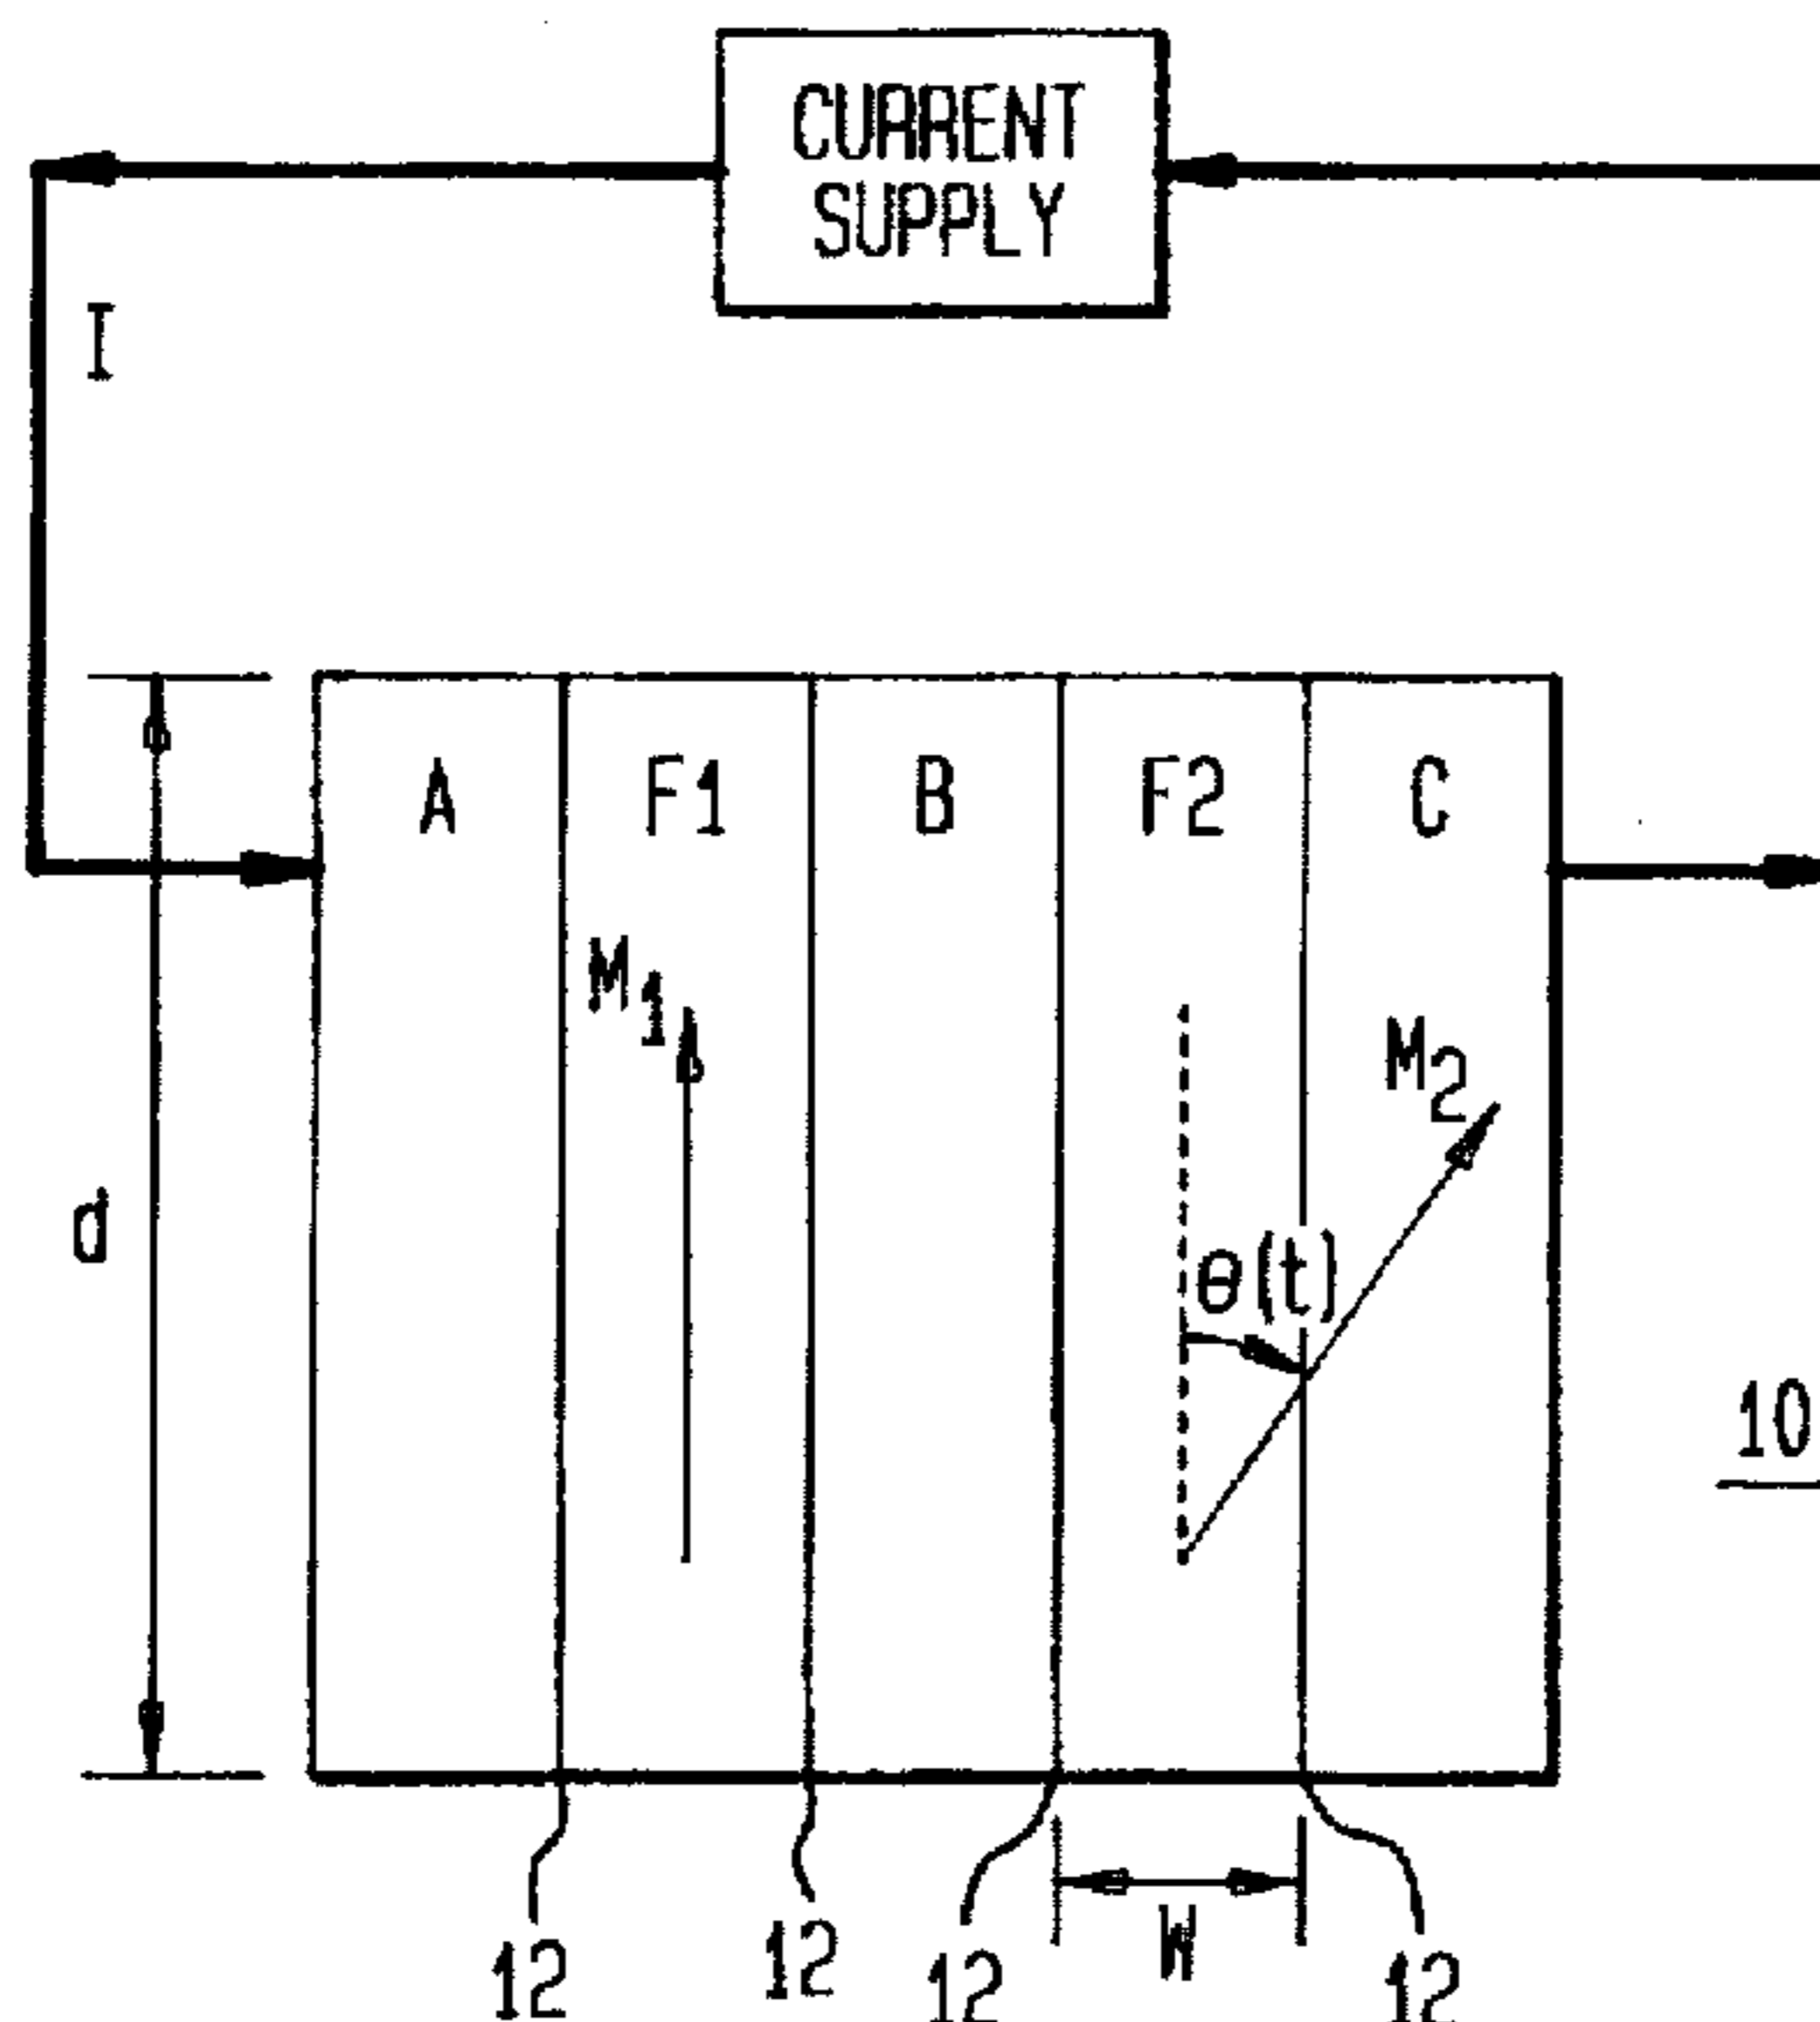 CURRENT
SUPPLY
I
A F1 B F2 C
M1
M2
d
θ(t)
10
12 12 12 W 12